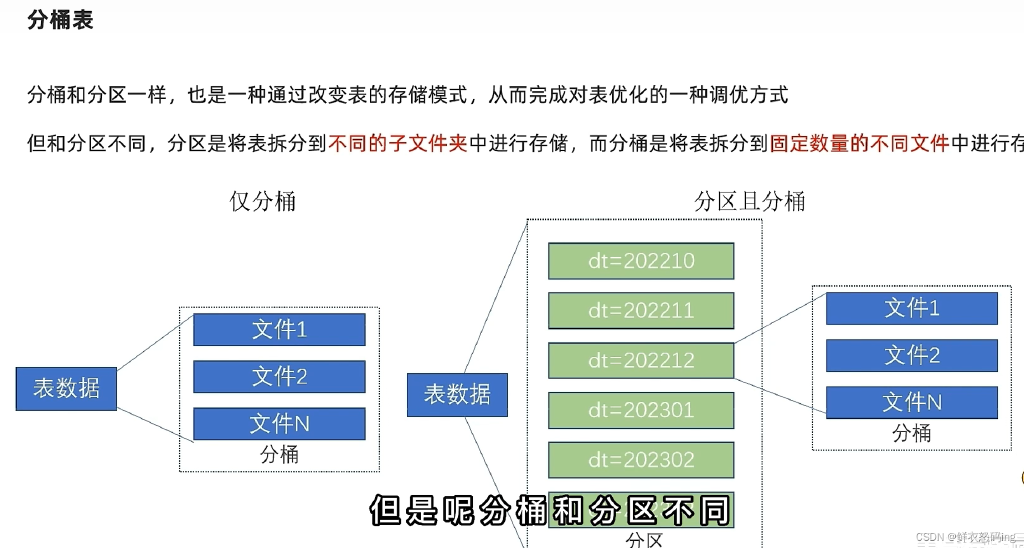 分桶表
分桶和分区一样，也是一种通过改变表的存储模式，从而完成对表优化的一种调优方式
但和分区不同，分区是将表拆分到不同的子文件夹中进行存储，而分桶是将表拆分到固定数量的不同文件中进行存
仅分桶
表数据
文件1
文件2
文件N
分桶
分区且分桶
表数据
dt=202210
dt=202211
dt=202212
dt=202301
dt=202302
分区
文件1
文件2
文件N
分桶
但是呢分桶和分区不同
CSDN @鲜衣怒码ing